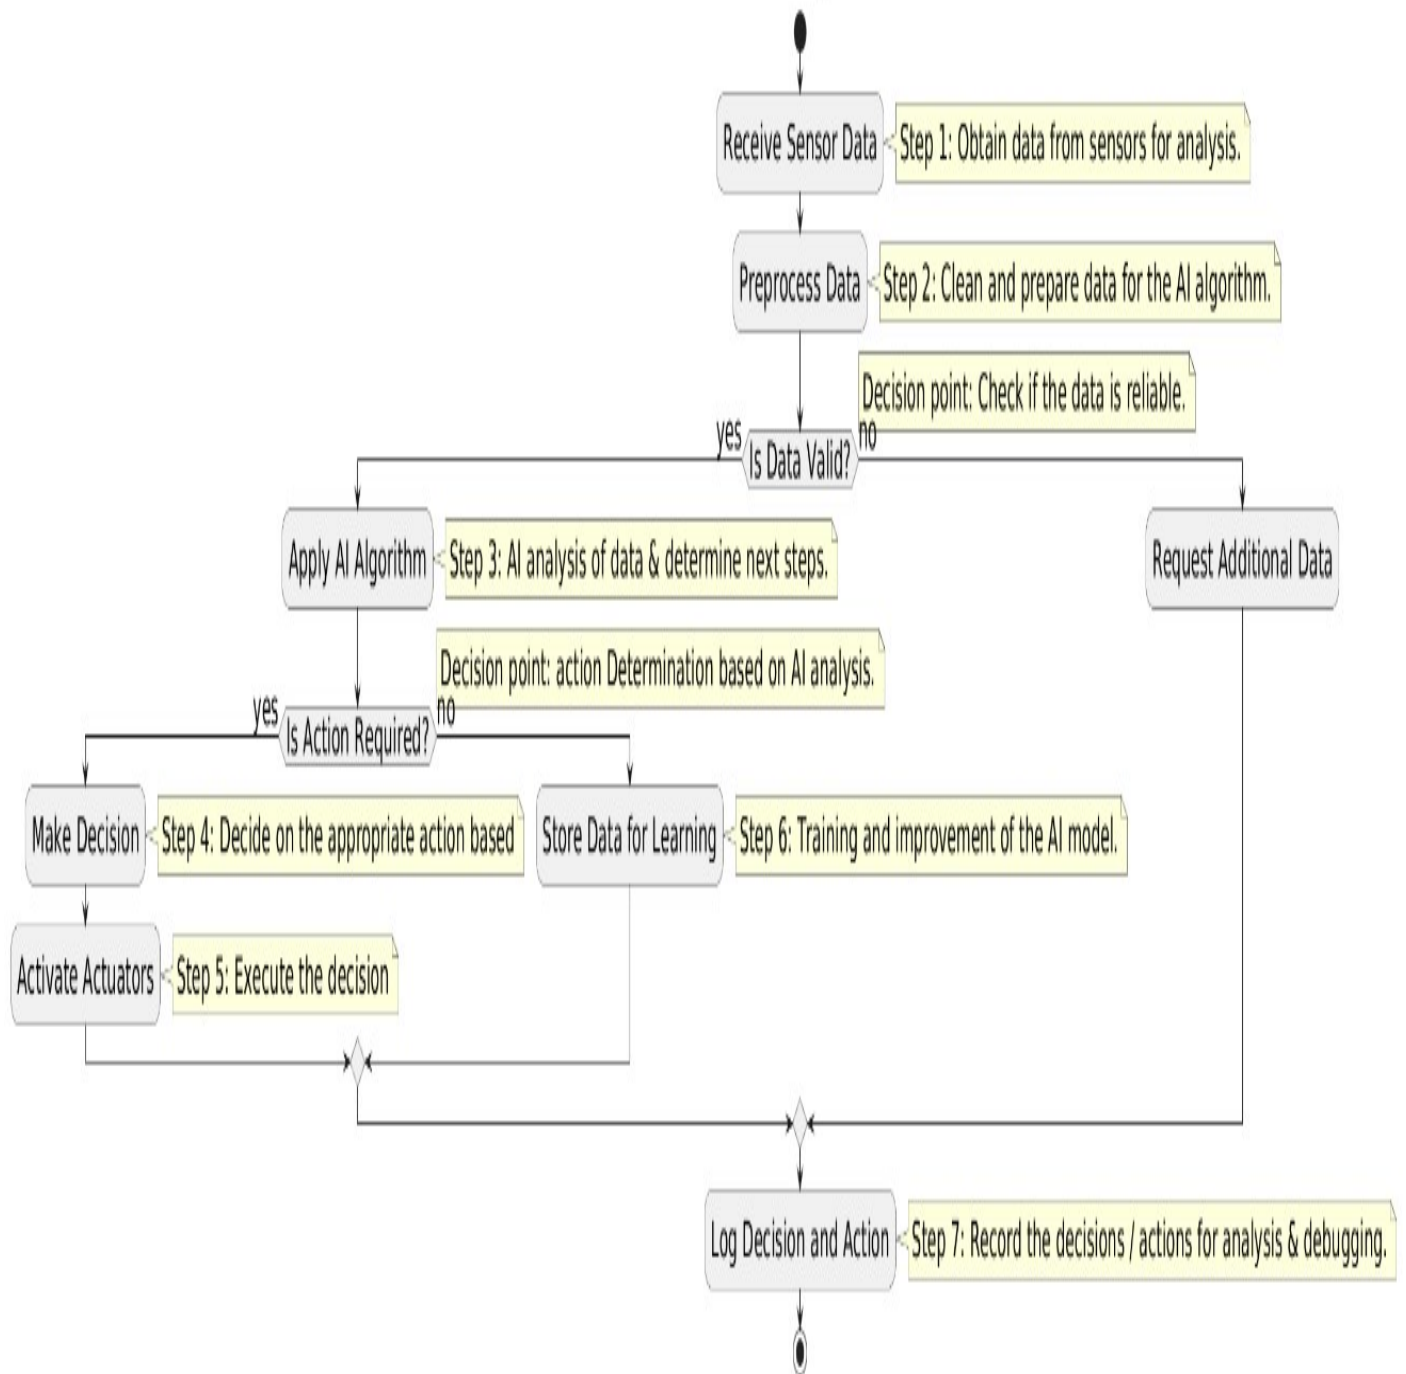 Receive Sensor Data
Step 1: Obtain data from sensors for analysis.
Preprocess Data
Step 2: Clean and prepare data for the AI algorithm.
Decision point: Check if the data is reliable.
yes
Is Data Valid?
no
Apply AI Algorithm
Step 3: AI analysis of data & determine next steps.
Request Additional Data
Decision point: action Determination based on AI analysis.
yes
Is Action Required?
no
Make Decision
Step 4: Decide on the appropriate action based
Store Data for Learning
Step 6: Training and improvement of the AI model.
Activate Actuators
Step 5: Execute the decision
Log Decision and Action
Step 7: Record the decisions / actions for analysis & debugging.